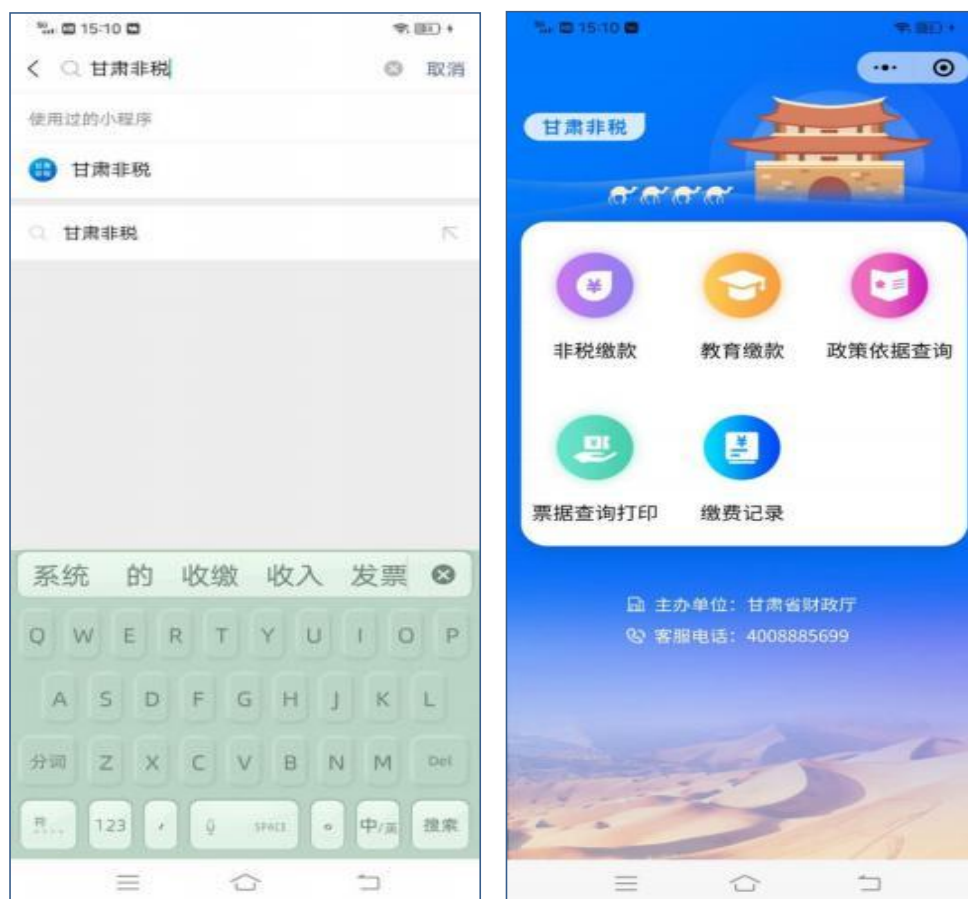 15:10
甘肃非税
取消
使用过的小程序
甘肃非税
甘肃非税
系统 的 收缴 收入 发票
Q W E R T Y U I O P
A S D F G H J K L
分词 Z X C V B N M Del
123 , SPACE 。 中/英 搜索
15:10
甘肃非税
非税缴款 教育缴款 政策依据查询
票据查询打印 缴费记录
主办单位：甘肃省财政厅
客服电话：4008885699